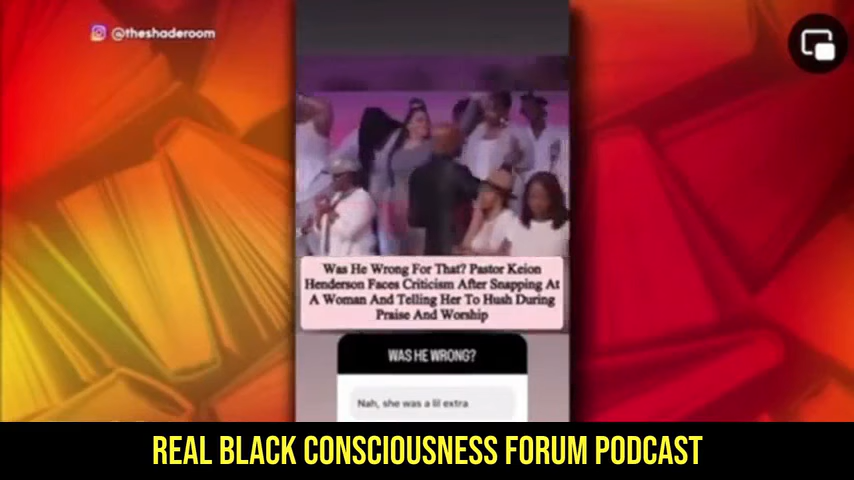 @theshaderoom
Was He Wrong For That? Pastor Keion
Henderson Faces Criticism After Snapping At
A Woman And Telling Her To Hush During
Praise And Worship
WAS HE WRONG?
Nah, she was a lil extra
REAL BLACK CONSCIOUSNESS FORUM PODCAST